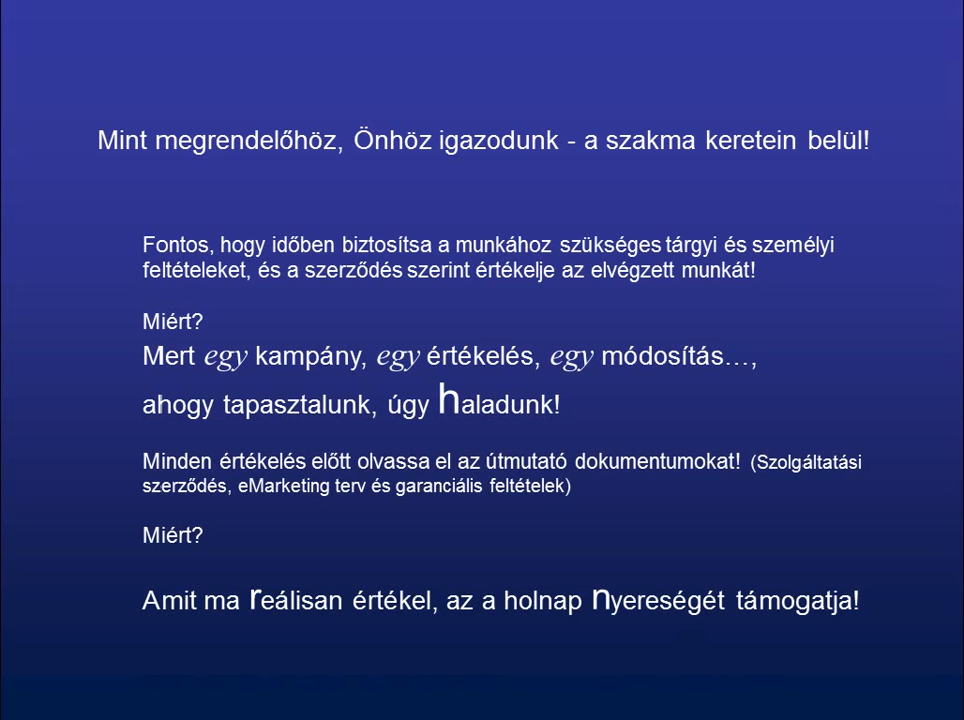 Mint megrendelőhöz, Önhöz igazodunk - a szakma keretein belül!
Fontos, hogy időben biztosítsa a munkához szükséges tárgyi és személyi
feltételeket, és a szerződés szerint értékelje az elvégzett munkát!
Miért?
Mert egy kampány, egy értékelés, egy módosítás…,
ahogy tapasztalunk, úgy haladunk!
Minden értékelés előtt olvassa el az útmutató dokumentumokat! (Szolgáltatási
szerződés, eMarketing terv és garanciális feltételek)
Miért?
Amit ma reálisan értékel, az a holnap nyereségét támogatja!